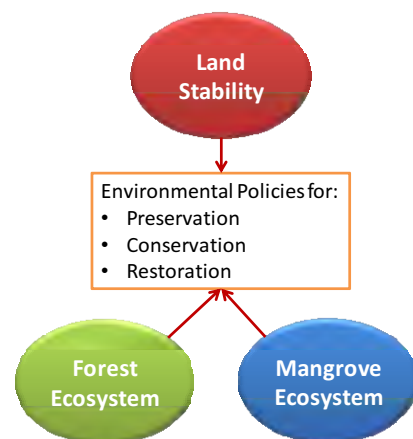 Land
Stability
Environmental Policies for:
• Preservation
• Conservation
• Restoration
Forest
Ecosystem
Mangrove
Ecosystem